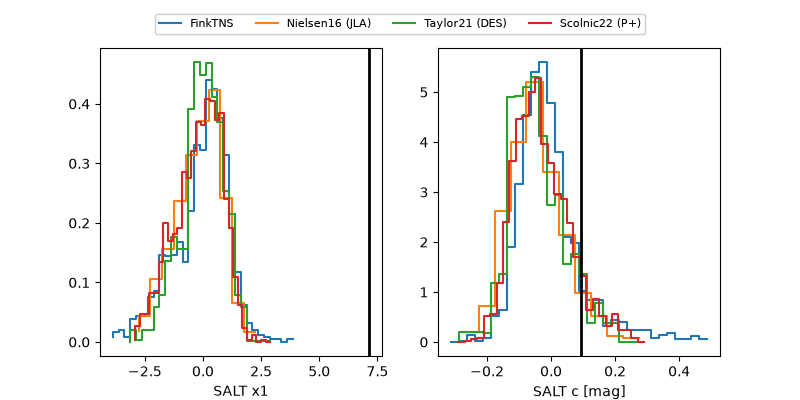 FinkTNS Nielsen16 (JLA) Taylor21 (DES) Scolnic22 (P+)
0.4
0.3
0.2
0.1
0.0
−2.5 0.0 2.5 5.0 7.5
SALT x1
5
4
3
2
1
0
−0.2 0.0 0.2 0.4
SALT c [mag]